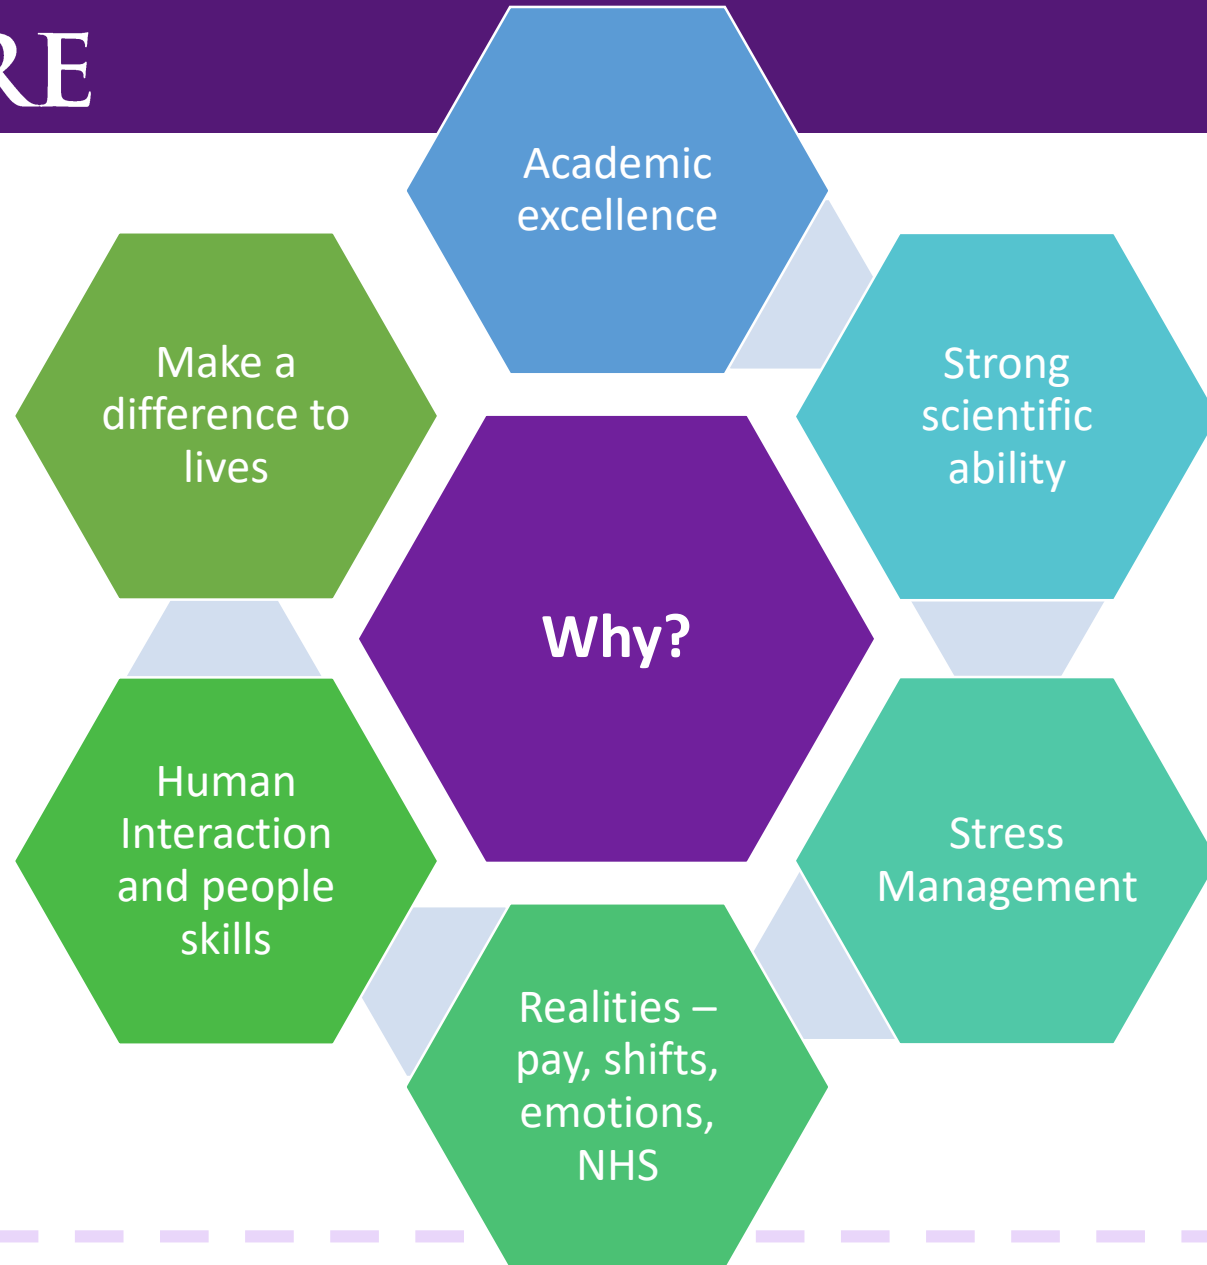 RE
Academic
excellence
Strong
scientific
ability
Stress
Management
Realities –
pay, shifts,
emotions,
NHS
Human
Interaction
and people
skills
Make a
difference to
lives
Why?